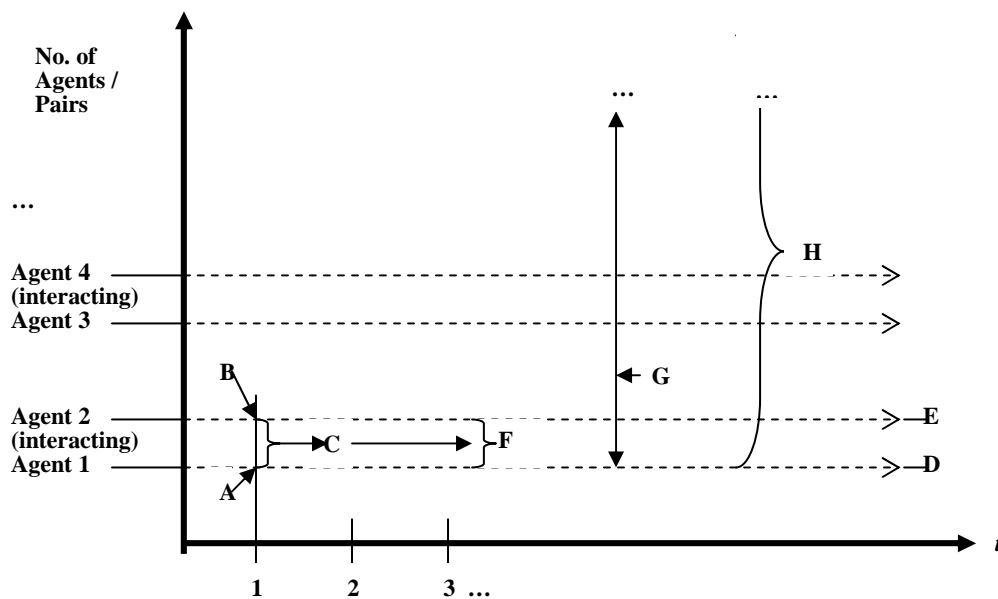 No. of
Agents /
Pairs
… …
…
Agent 4
(interacting)
H
Agent 3
B
G
Agent 2
(interacting)
E
C
F
Agent 1
D
A
t
1 2 3 …